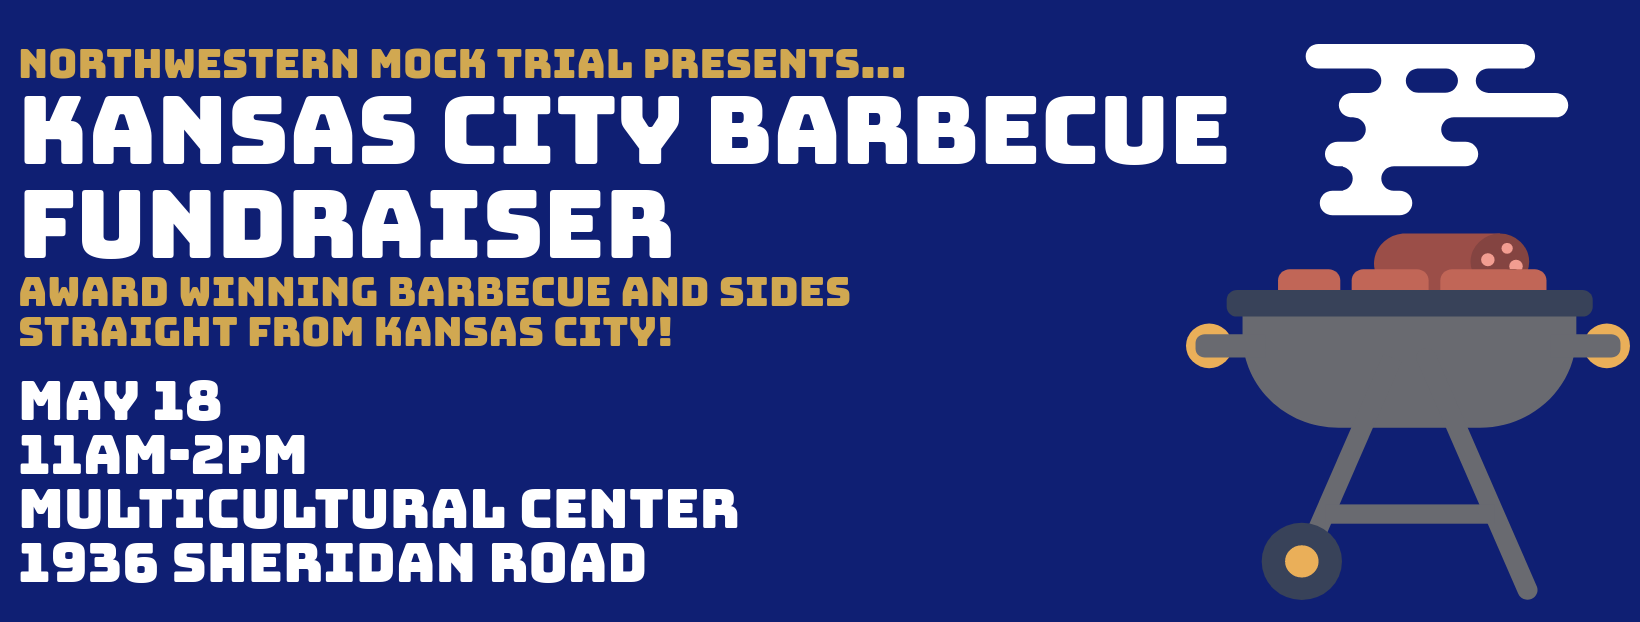 NORTHWESTERN MOCK TRIAL PRESENTS...
KANSAS CITY BARBECUE
FUNDRAISER
AWARD WINNING BARBECUE AND SIDES
STRAIGHT FROM KANSAS CITY!
MAY 18
11AM-2PM
MULTICULTURAL CENTER
1936 SHERIDAN ROAD